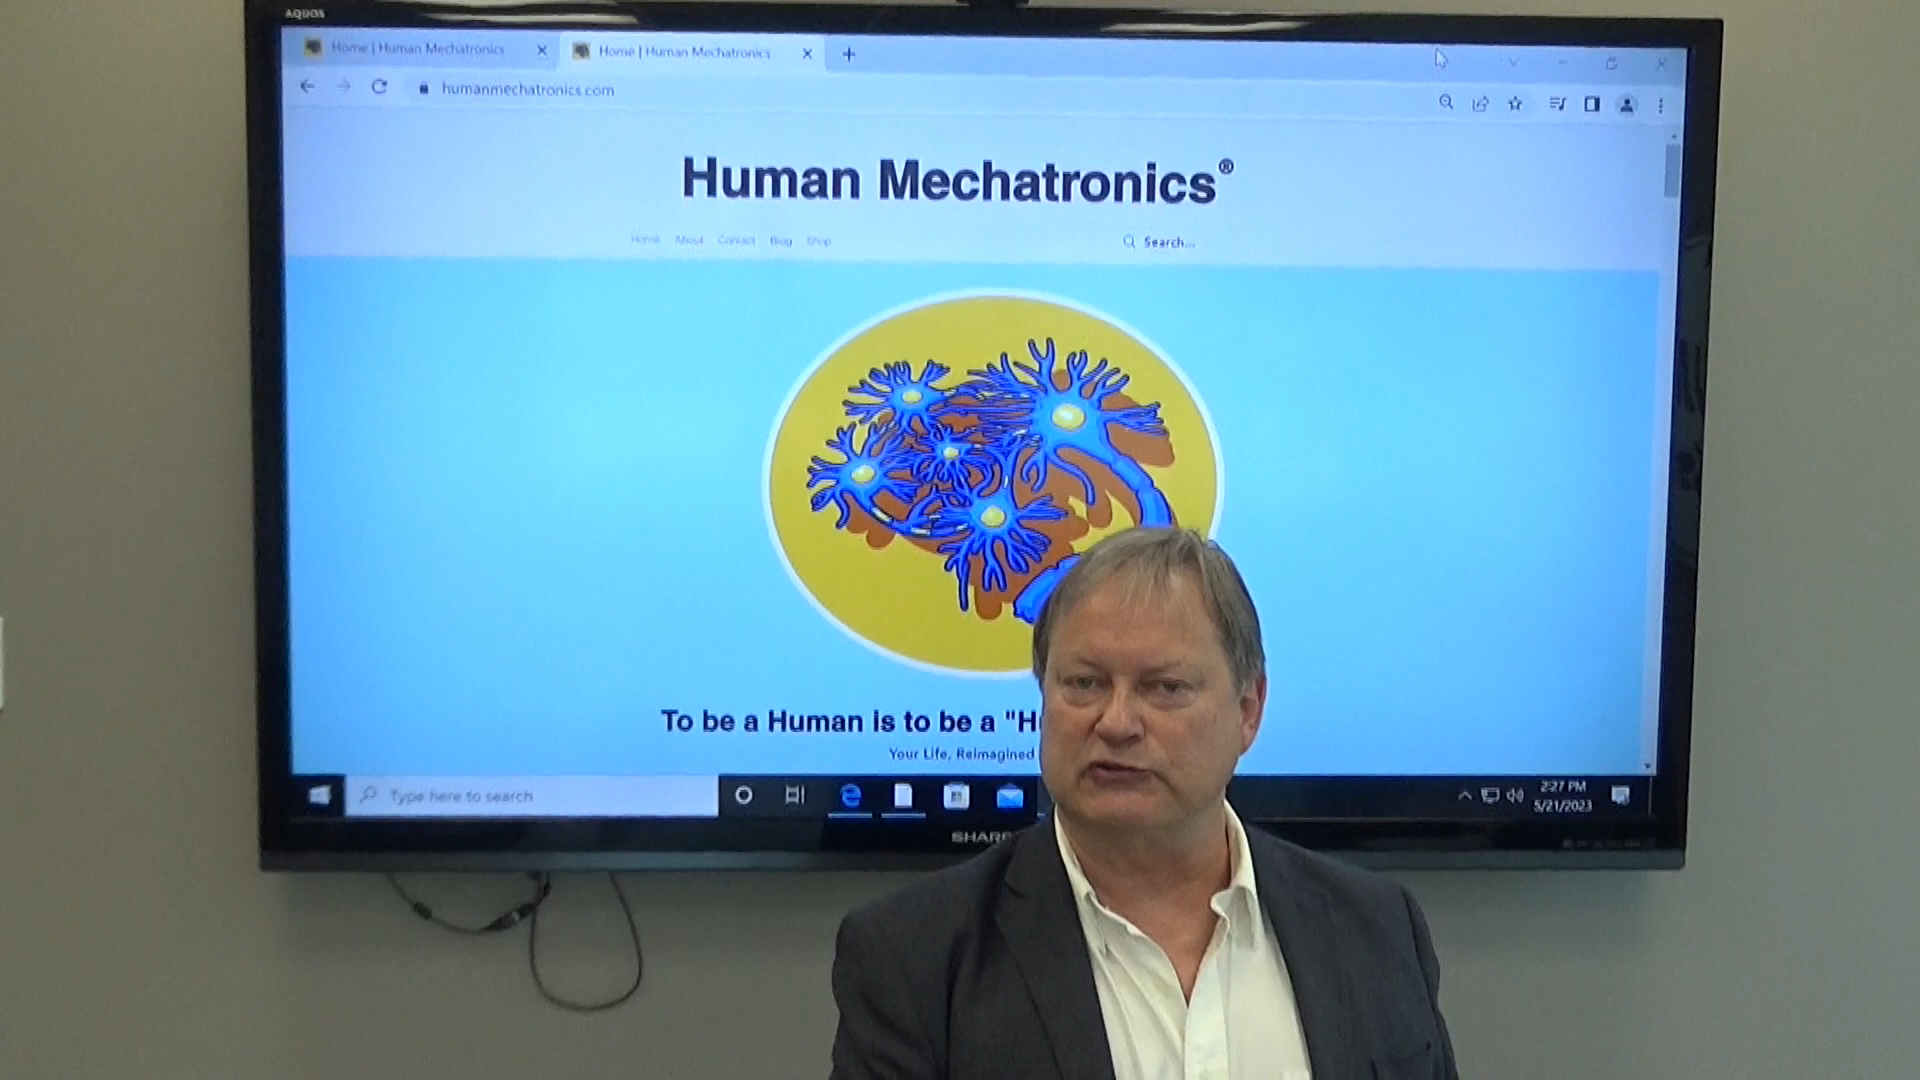 AQUOS
Home | Human Mechatronics
Home | Human Mechatronics
humanmechatronics.com
Human Mechatronics®
Home About Contact Blog Shop
Search...
To be a Human is to be a "H
Your Life, Reimagined
Type here to search
2:27 PM
5/21/2023
SHARP